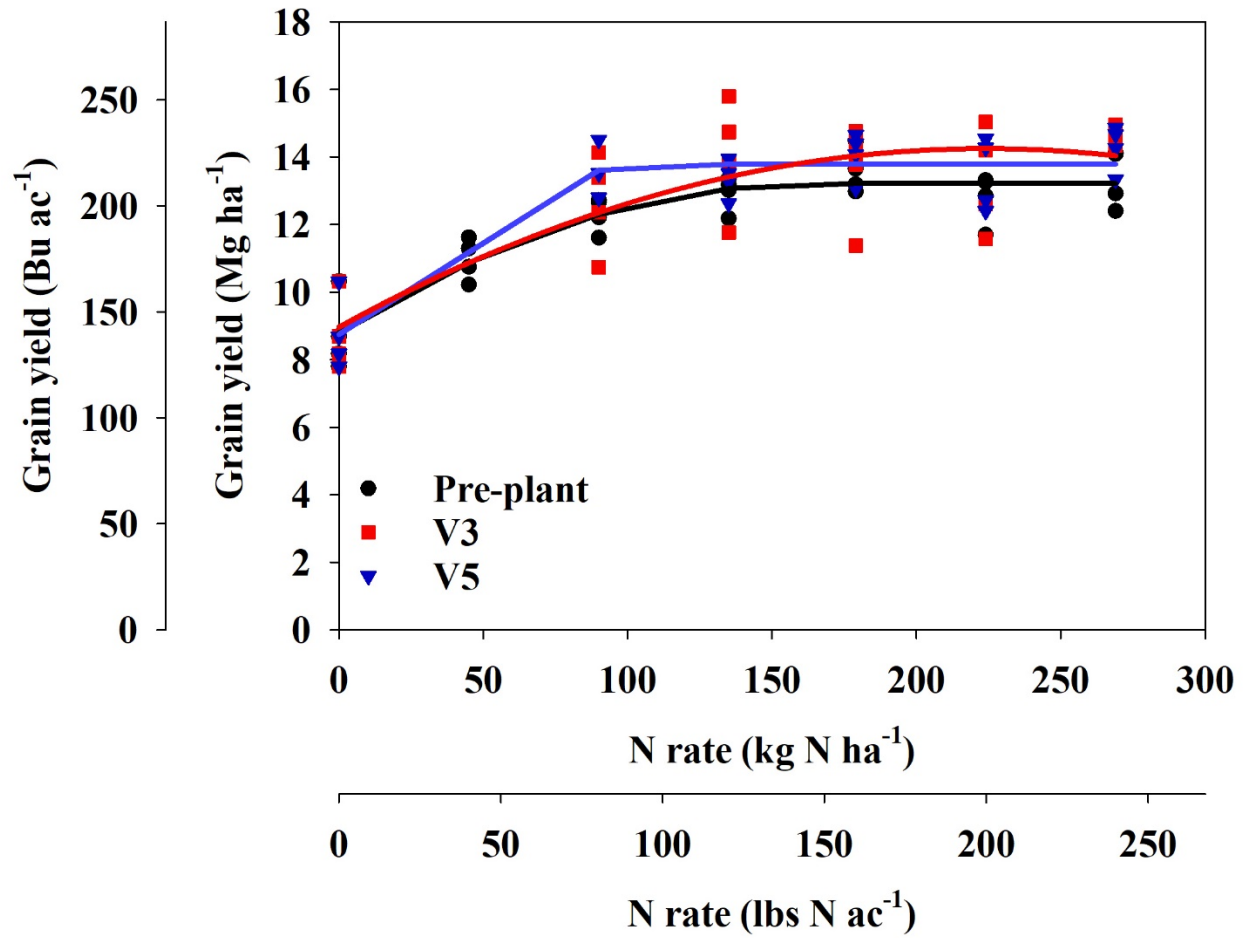 Grain yield (Bu ac⁻¹)
250
200
150
100
50
0
Grain yield (Mg ha⁻¹)
18
16
14
12
10
8
6
4
2
0
Pre-plant
V3
V5
0 50 100 150 200 250 300
N rate (kg N ha⁻¹)
0 50 100 150 200 250
N rate (lbs N ac⁻¹)